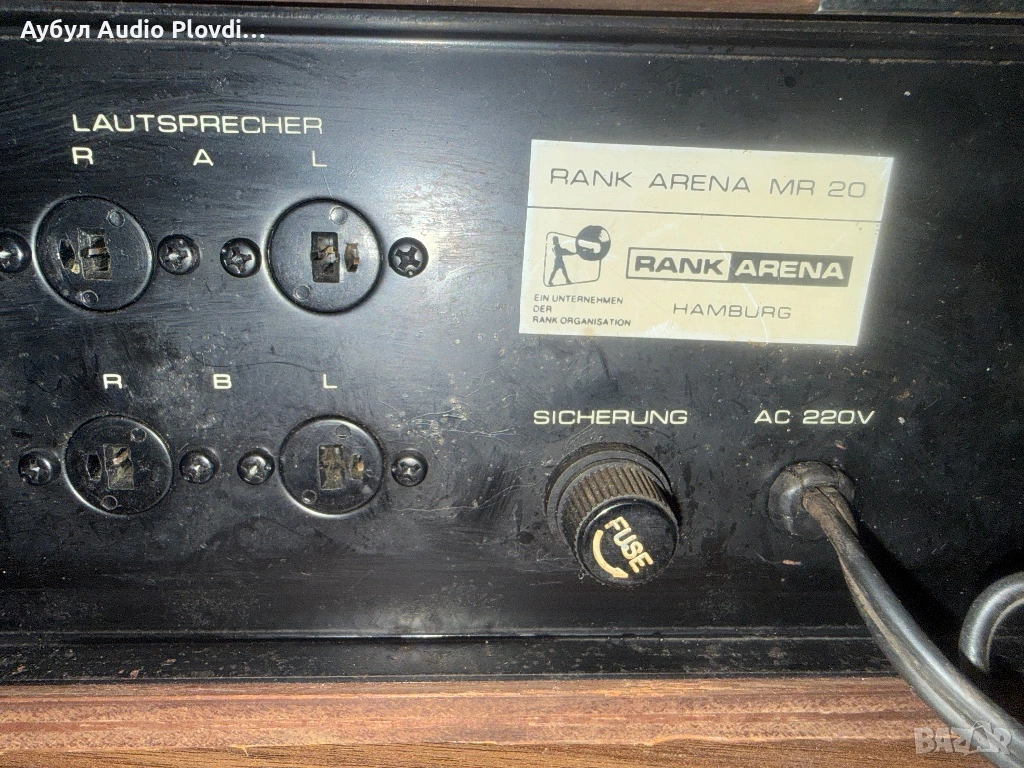 Аубул Audio Plovdi...
LAUTSPRECHER
R A L
RANK ARENA MR 20
RANK ARENA
EIN UNTERNEHMEN
DER
RANK ORGANISATION
HAMBURG
R B L
SICHERUNG
AC 220V
FUSE
BAZAR